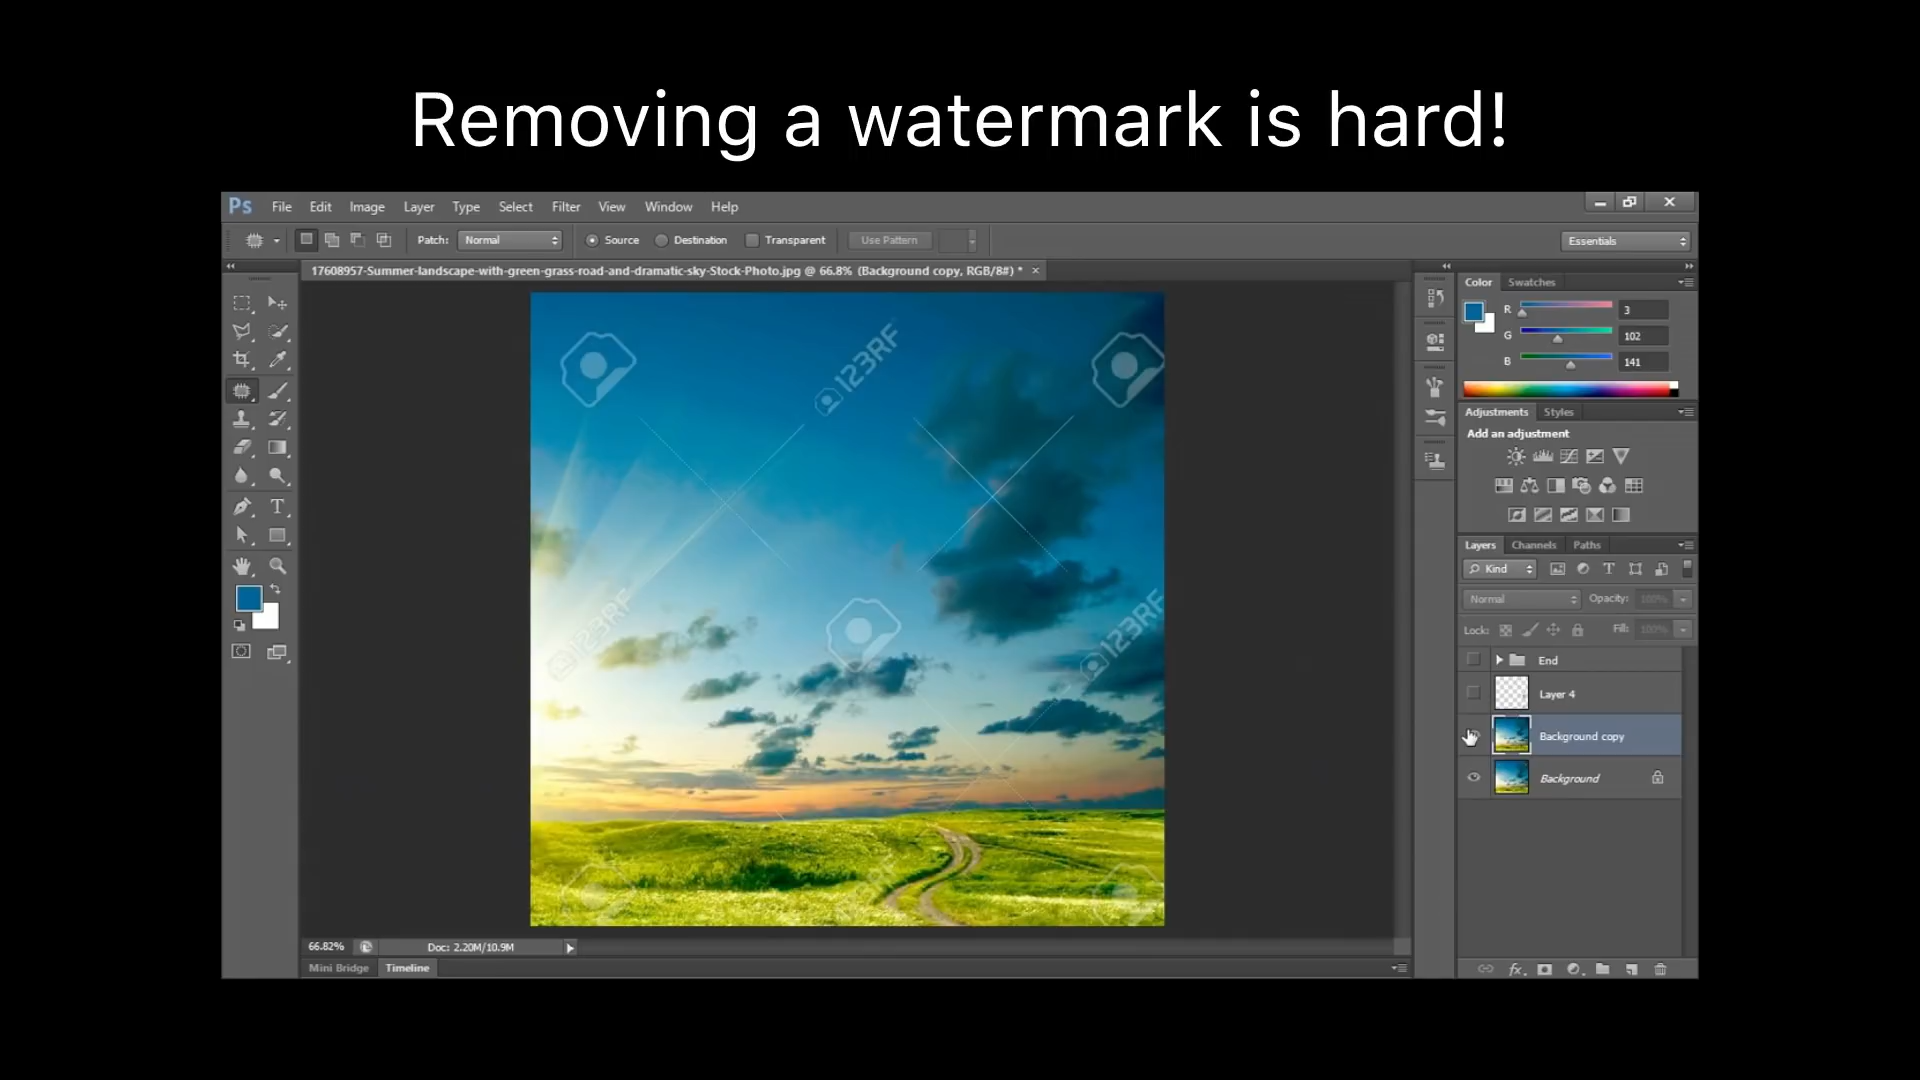 Removing a watermark is hard!
Ps File Edit Image Layer Type Select Filter View Window Help
Patch: Normal Source Destination Transparent Use Pattern Essentials
17608957-Summer-landscape-with-green-grass-road-and-dramatic-sky-Stock-Photo.jpg @ 66.8% (Background copy, RGB/8#) * ×
Color Swatches
R 3
G 102
B 141
Adjustments Styles
Add an adjustment
Layers Channels Paths
Kind
Normal Opacity: 100%
Lock: Fill: 100%
End
Layer 4
Background copy
Background
123RF
123RF
123RF
123RF
66.82% Doc: 2.20M/10.9M
Mini Bridge Timeline
fx